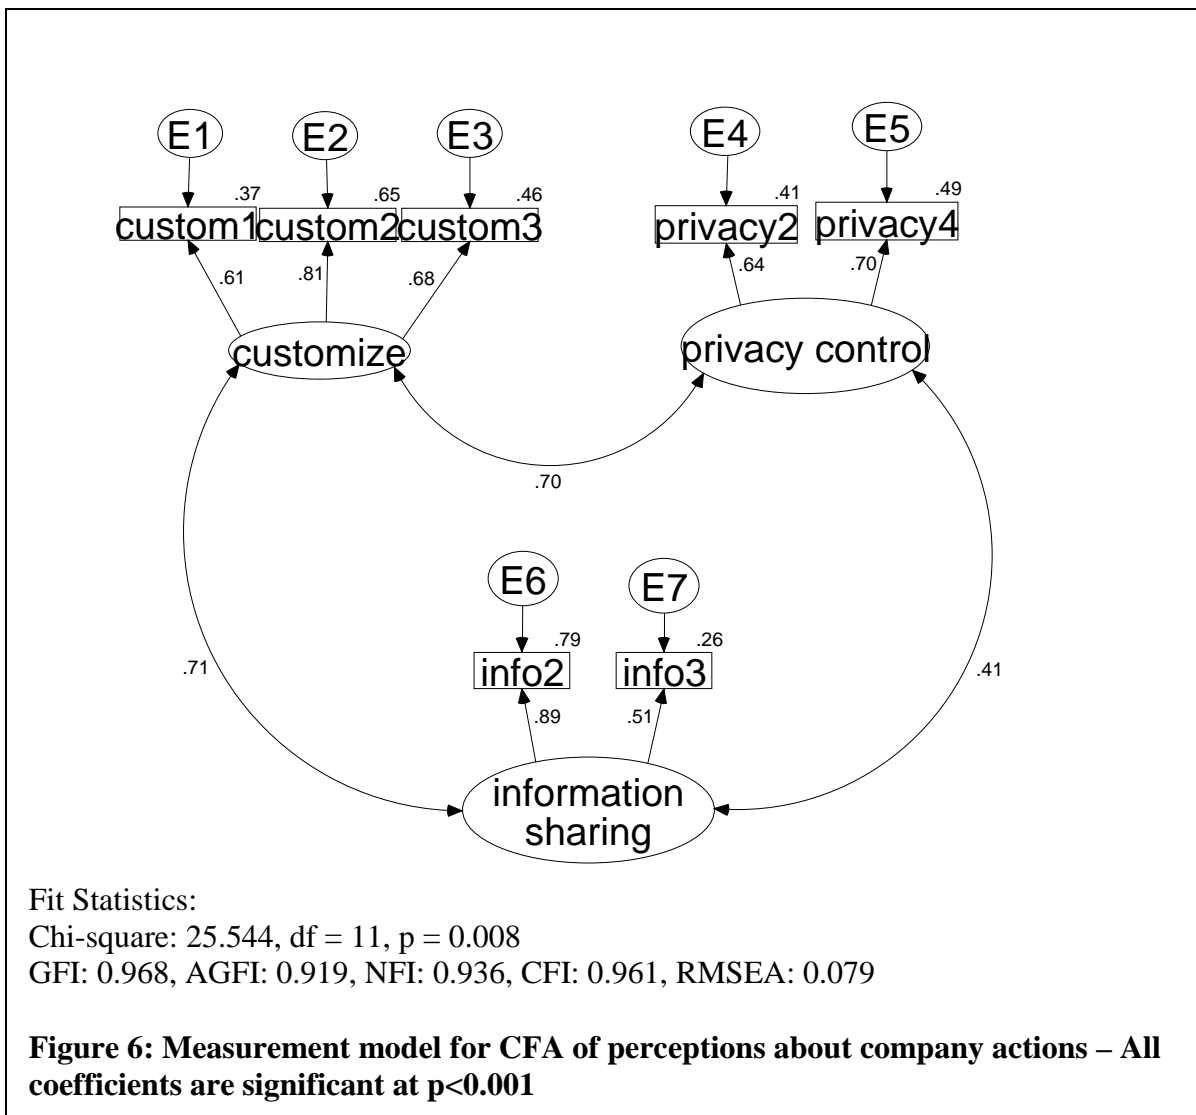 E1 E2 E3 E4 E5
.37 .65 .46 .41 .49
custom1 custom2 custom3 privacy2 privacy4
.61 .81 .68 .64 .70
customize privacy control
.70
E6 E7
.79 .26
info2 info3
.71 .89 .51 .41
information
sharing
Fit Statistics:
Chi-square: 25.544, df = 11, p = 0.008
GFI: 0.968, AGFI: 0.919, NFI: 0.936, CFI: 0.961, RMSEA: 0.079
Figure 6: Measurement model for CFA of perceptions about company actions – All
coefficients are significant at p<0.001